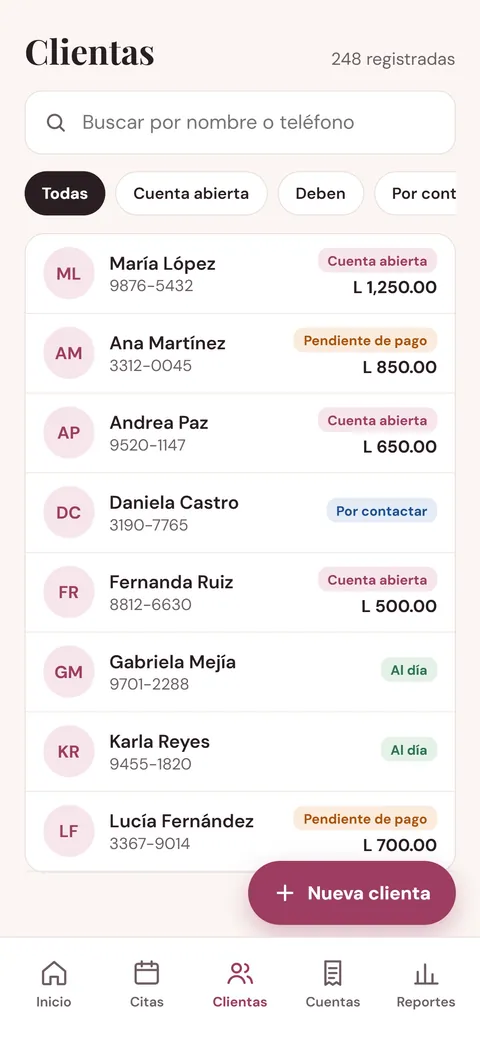 Clientas
248 registradas
Buscar por nombre o teléfono
Todas
Cuenta abierta
Deben
Por cont
ML
María López
9876-5432
Cuenta abierta
L 1,250.00
AM
Ana Martínez
3312-0045
Pendiente de pago
L 850.00
AP
Andrea Paz
9520-1147
Cuenta abierta
L 650.00
DC
Daniela Castro
3190-7765
Por contactar
FR
Fernanda Ruiz
8812-6630
Cuenta abierta
L 500.00
GM
Gabriela Mejía
9701-2288
Al día
KR
Karla Reyes
9455-1820
Al día
LF
Lucía Fernández
3367-9014
Pendiente de pago
L 700.00
+ Nueva clienta
Inicio
Citas
Clientas
Cuentas
Reportes